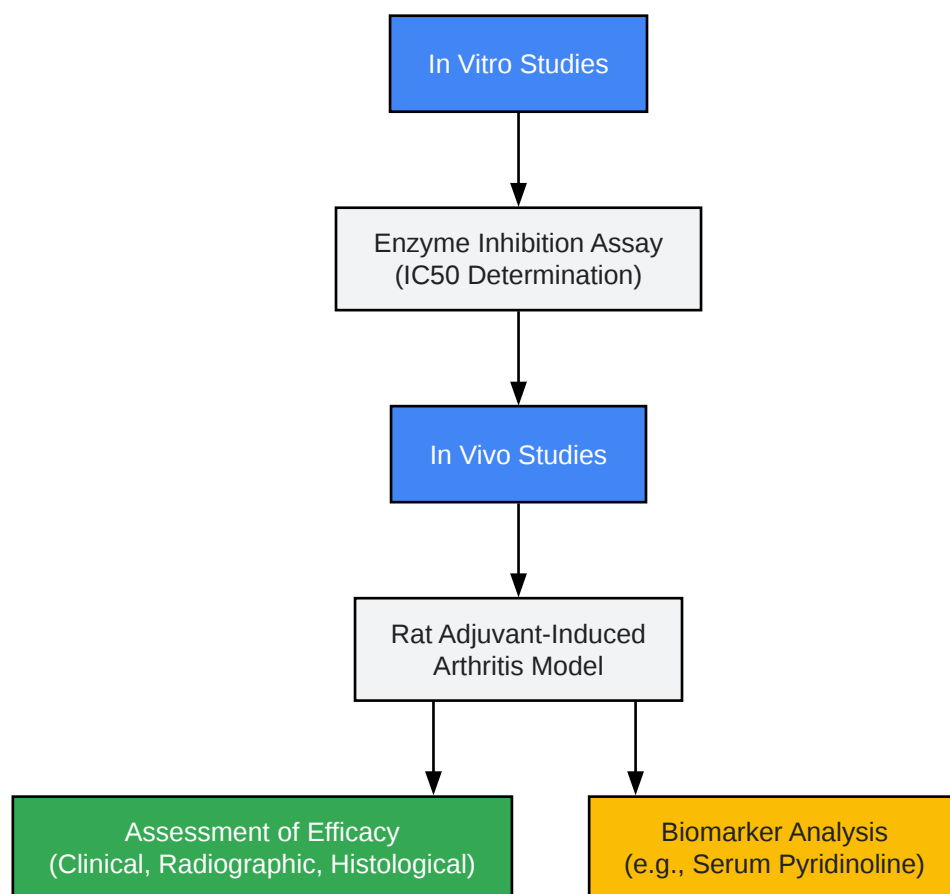 In Vitro Studies
Enzyme Inhibition Assay
(IC50 Determination)
In Vivo Studies
Rat Adjuvant-Induced
Arthritis Model
Assessment of Efficacy
(Clinical, Radiographic, Histological)
Biomarker Analysis
(e.g., Serum Pyridinoline)